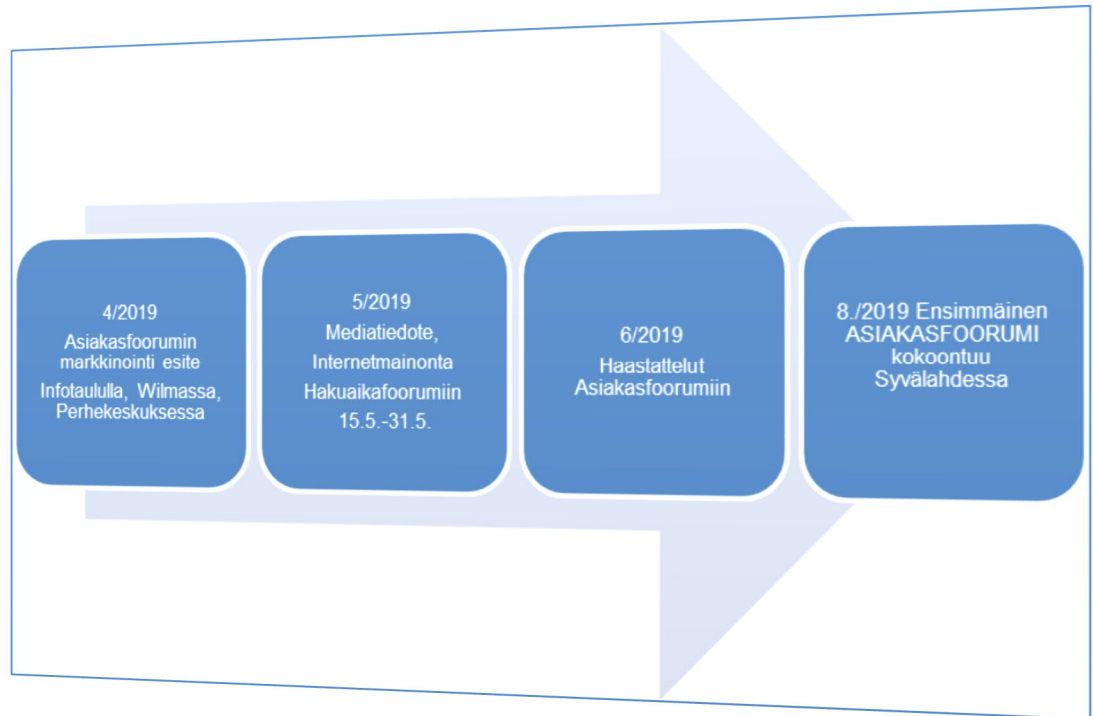 4/2019
Asiakasfoorumin
markkinointi esite
Infotaululla, Wilmassa,
Perhekeskuksessa
5/2019
Mediatiedote,
Internetmainonta
Hakuaikafoorumiin
15.5.-31.5.
6/2019
Haastattelut
Asiakasfoorumiin
8./2019 Ensimmäinen
ASIAKASFOORUMI
kokoontuu
Syvälahdessa